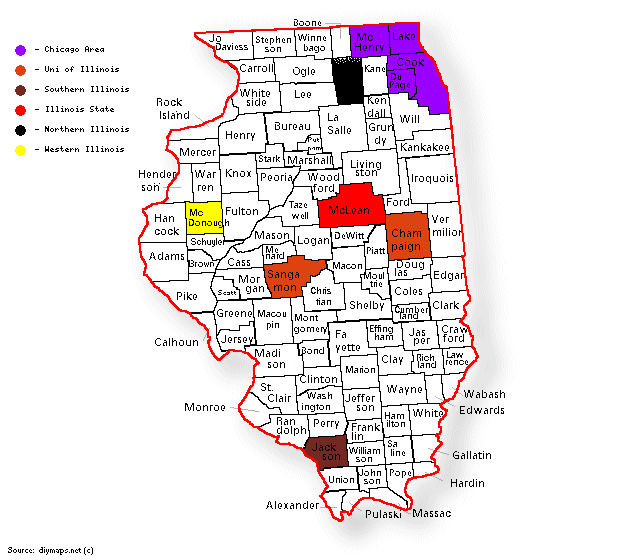 Boone
Jo Daviess
Stephen son
Winne bago
Mc Henry
Lake
- Chicago Area
- Uni of Illinois
- Southern Illinois
- Illinois State
- Northern Illinois
- Western Illinois
Carroll
Ogle
Kane
Cook
Du Page
White side
Lee
Rock Island
Ken dall
Will
Henry
Bureau
La Salle
Grun dy
Put nam
Kankakee
Mercer
Stark
Marshall
Living ston
Hender son
War ren
Knox
Peoria
Wood ford
Iroquois
Han cock
Mc Donough
Fulton
Taze well
McLean
Ford
Ver milion
Schuyler
Mason
Logan
DeWitt
Cham paign
Piatt
Adams
Brown
Cass
Me nard
Macon
Doug las
Edgar
Sanga mon
Moul trie
Pike
Scott
Mor gan
Chris tian
Coles
Shelby
Cumber land
Clark
Greene
Macou pin
Mont gomery
Calhoun
Jersey
Fa yette
Effing ham
Jas per
Craw ford
Madi son
Bond
Clay
Rich land
Law rence
Marion
St. Clair
Clinton
Wayne
Wabash
Edwards
Monroe
Wash ington
Jeffer son
Ran dolph
Perry
Ham ilton
White
Frank lin
Jack son
William son
Sa line
Gallatin
Union
John son
Pope
Hardin
Alexander
Pulaski
Massac
Source: diymaps.net (c)